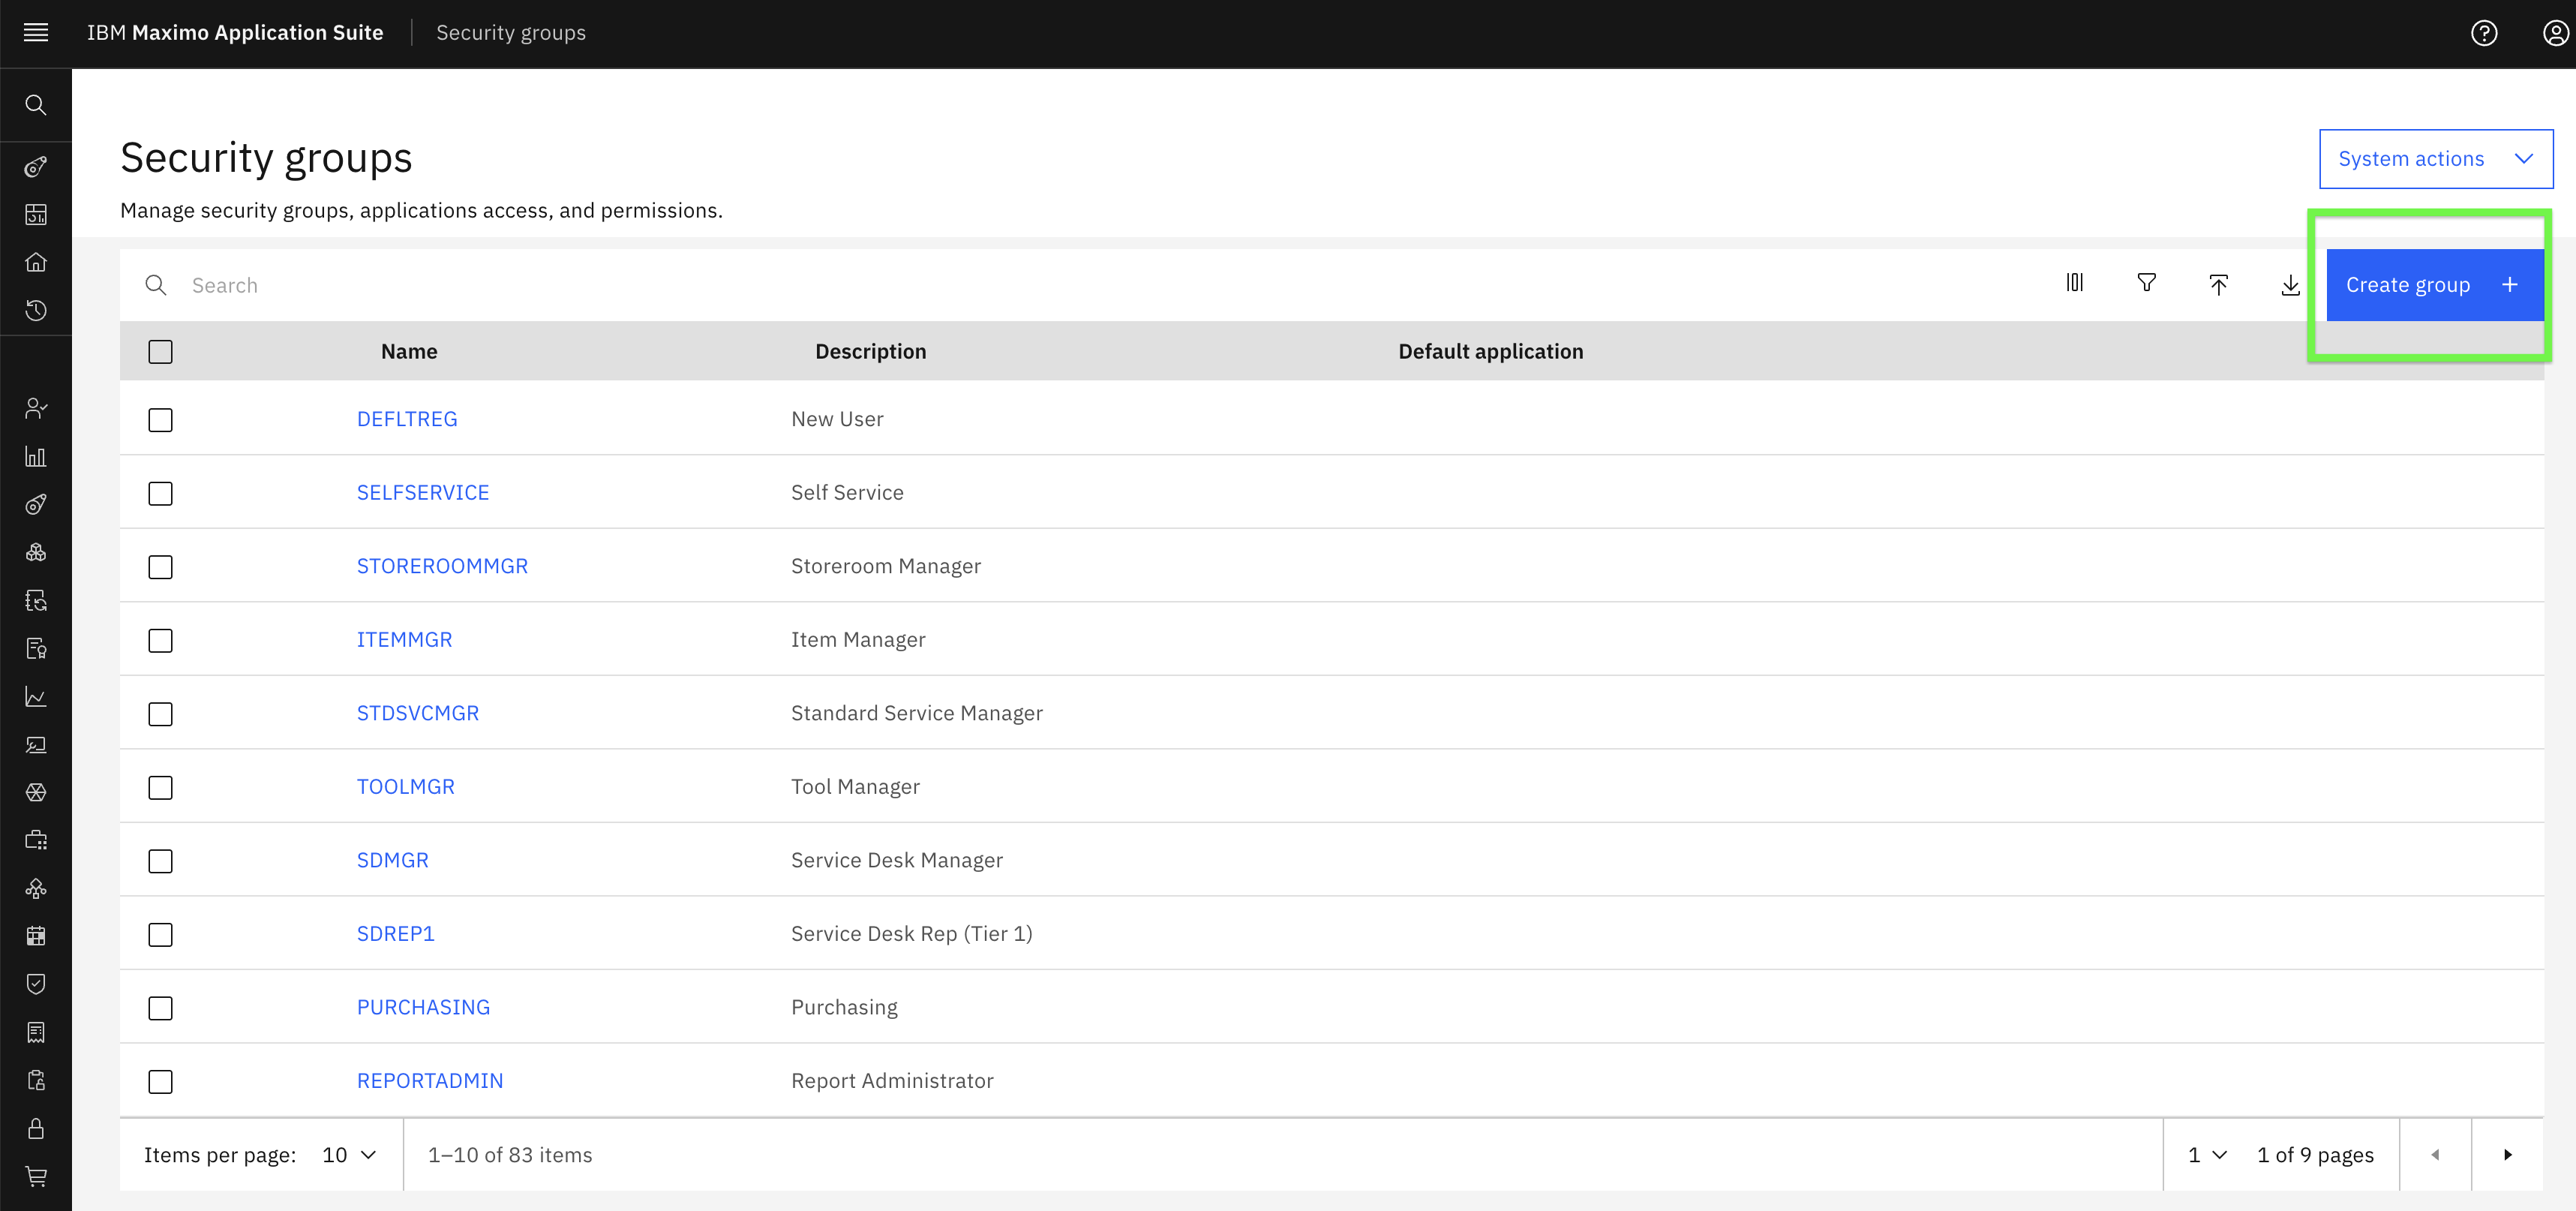 IBM Maximo Application Suite Security groups
Security groups
System actions
Manage security groups, applications access, and permissions.
Search
Create group +
Name Description Default application
DEFLTREG New User
SELFSERVICE Self Service
STOREROOMMGR Storeroom Manager
ITEMMGR Item Manager
STDSVCMGR Standard Service Manager
TOOLMGR Tool Manager
SDMGR Service Desk Manager
SDREP1 Service Desk Rep (Tier 1)
PURCHASING Purchasing
REPORTADMIN Report Administrator
Items per page: 10 1–10 of 83 items 1 1 of 9 pages